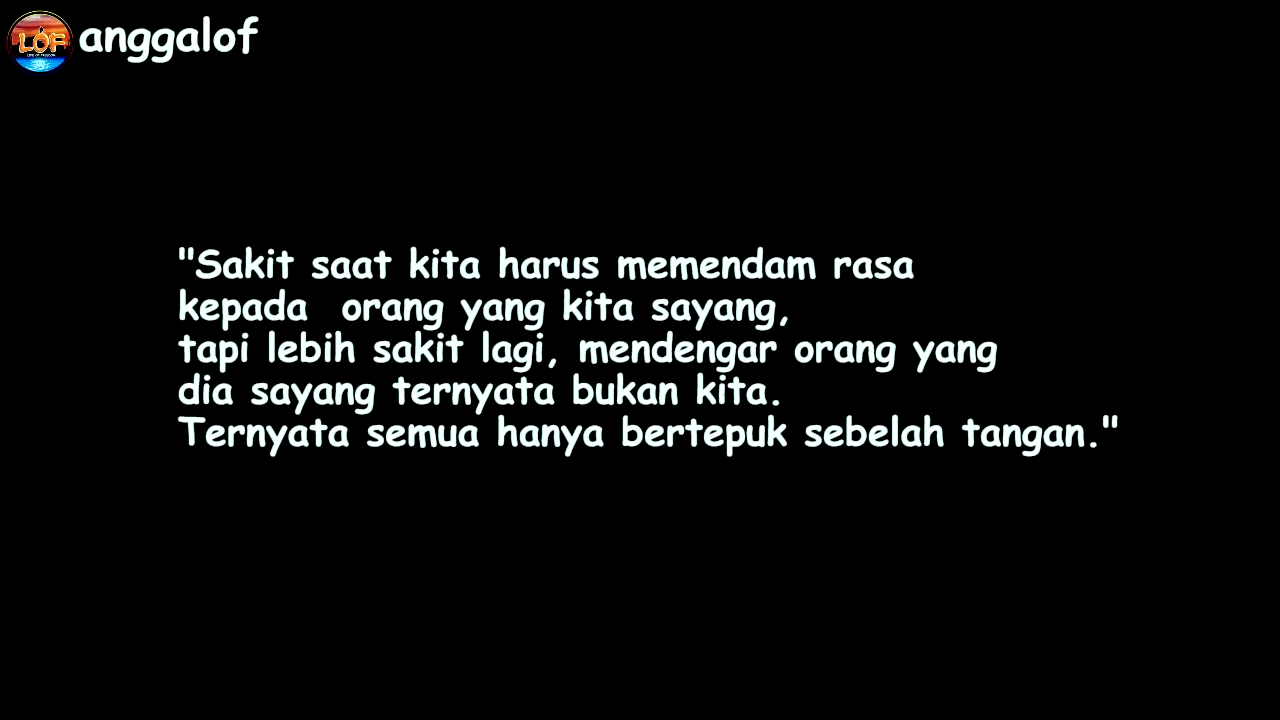 LOF
anggalof
"Sakit saat kita harus memendam rasa
kepada  orang yang kita sayang,
tapi lebih sakit lagi, mendengar orang yang
dia sayang ternyata bukan kita.
Ternyata semua hanya bertepuk sebelah tangan."